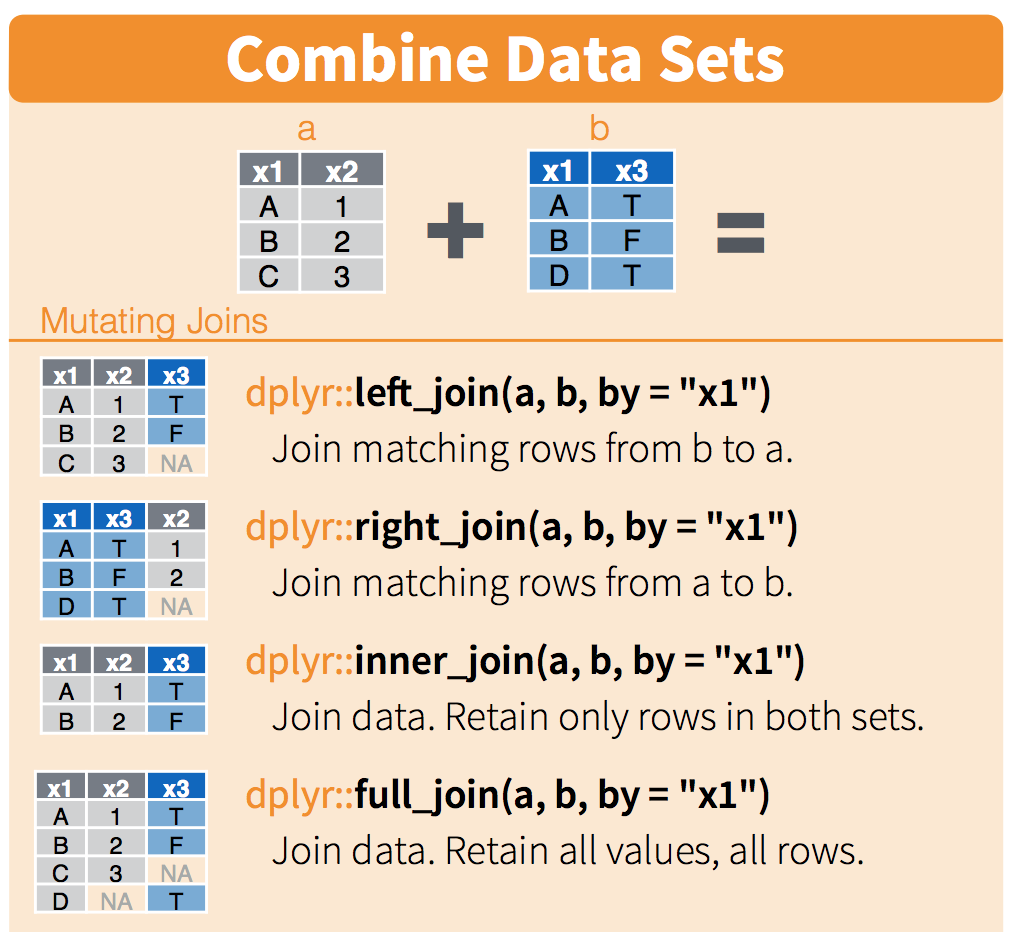 Combine Data Sets
a b
x1 x2 x1 x3
A 1 A T
B 2 + B F =
C 3 D T
Mutating Joins
x1 x2 x3
A 1 T
B 2 F
C 3 NA
dplyr::left_join(a, b, by = "x1")
Join matching rows from b to a.
x1 x3 x2
A T 1
B F 2
D T NA
dplyr::right_join(a, b, by = "x1")
Join matching rows from a to b.
x1 x2 x3
A 1 T
B 2 F
dplyr::inner_join(a, b, by = "x1")
Join data. Retain only rows in both sets.
x1 x2 x3
A 1 T
B 2 F
C 3 NA
D NA T
dplyr::full_join(a, b, by = "x1")
Join data. Retain all values, all rows.